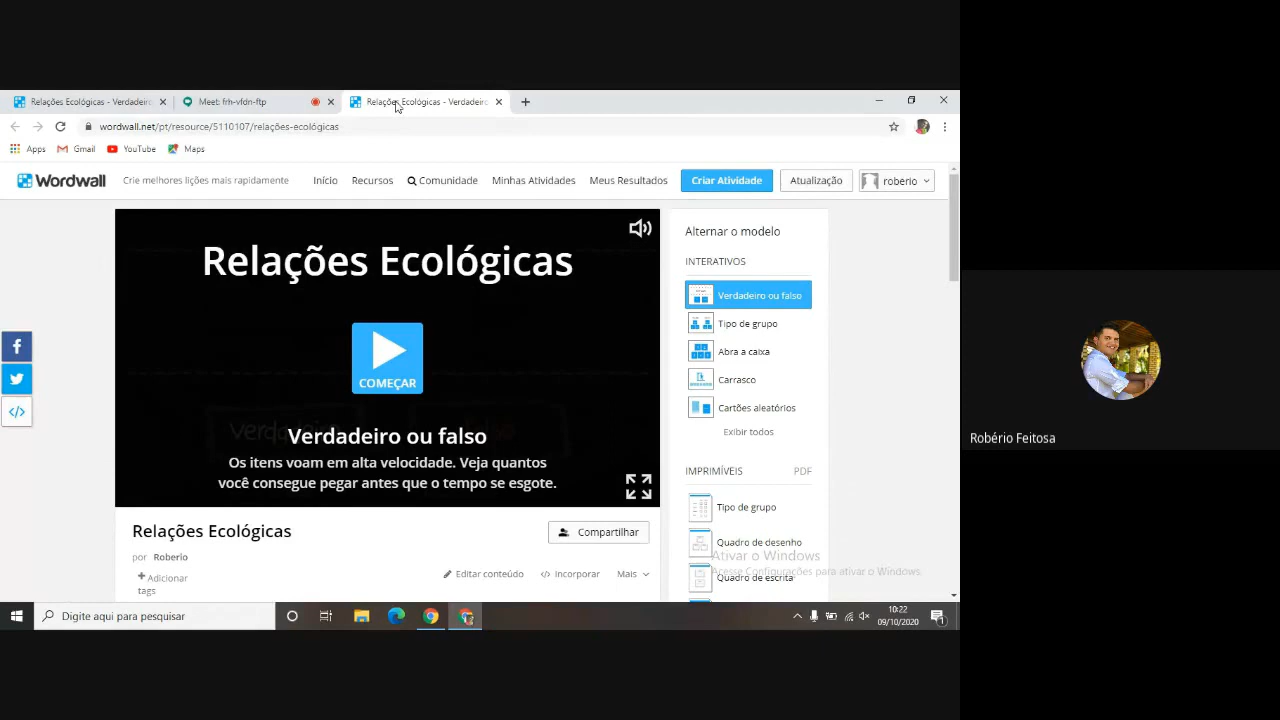 Relações Ecológicas - Verdadeiro
Meet: frh-vfdn-ftp
Relações Ecológicas - Verdadeiro
wordwall.net/pt/resource/5110107/relações-ecológicas
Apps
Gmail
YouTube
Maps
Wordwall
Crie melhores lições mais rapidamente
Início
Recursos
Comunidade
Minhas Atividades
Meus Resultados
Criar Atividade
Atualização
roberio
Relações Ecológicas
COMEÇAR
Verdadeiro ou falso
Os itens voam em alta velocidade. Veja quantos
você consegue pegar antes que o tempo se esgote.
Relações Ecológicas
Compartilhar
por Roberio
+ Adicionar
tags
Editar conteúdo
Incorporar
Mais
Alternar o modelo
INTERATIVOS
Verdadeiro ou falso
Tipo de grupo
Abra a caixa
Carrasco
Cartões aleatórios
Exibir todos
IMPRIMÍVEIS PDF
Tipo de grupo
Quadro de desenho
Ativar o Windows
Acesse Configurações para ativar o Windows.
Quadro de escrita
Robério Feitosa
Digite aqui para pesquisar
10:22
09/10/2020
1